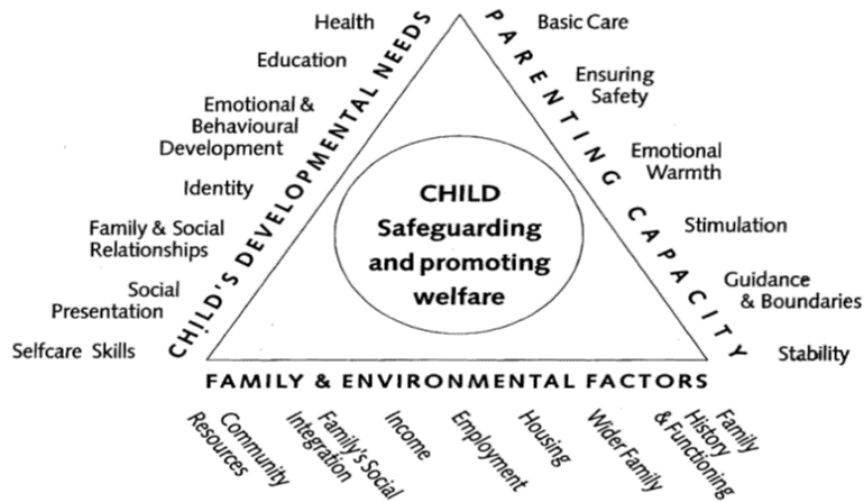 Health
Education
Emotional &
Behavioural
Development
Identity
Family & Social
Relationships
Social
Presentation
Selfcare Skills
CHILD'S DEVELOPMENTAL NEEDS
CHILD
Safeguarding
and promoting
welfare
PARENTING CAPACITY
Basic Care
Ensuring
Safety
Emotional
Warmth
Stimulation
Guidance
& Boundaries
Stability
FAMILY & ENVIRONMENTAL FACTORS
Community
Resources
Family's Social
Integration
Income
Employment
Housing
Wider Family
Family
History
& Functioning